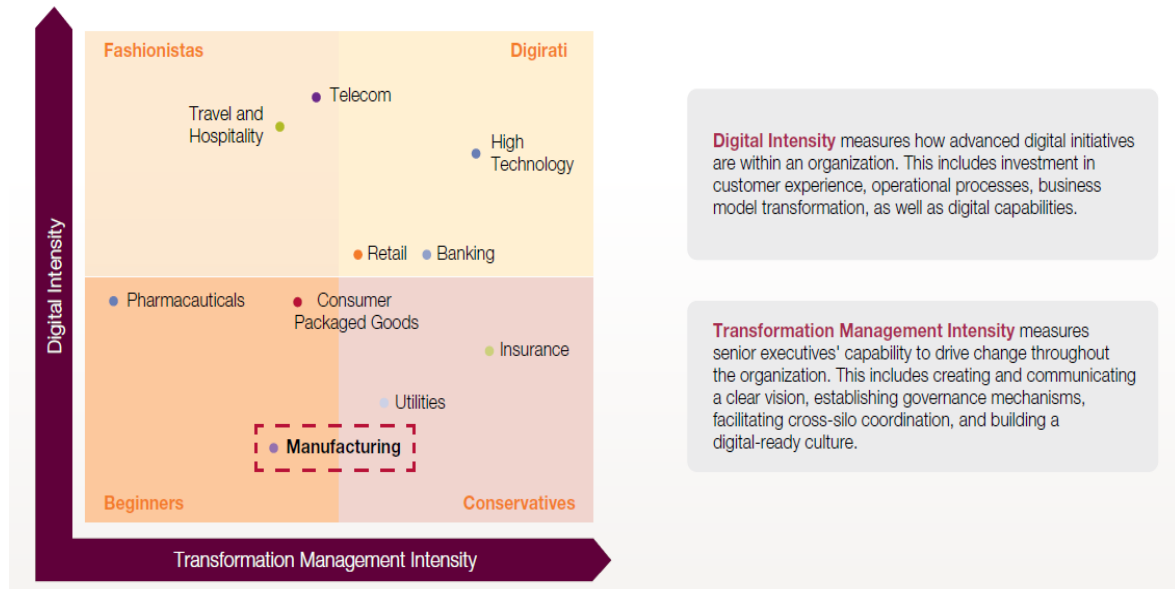 Digital Intensity
Fashionistas
Digirati
Telecom
Travel and
Hospitality
High
Technology
Retail
Banking
Pharmacauticals
Consumer
Packaged Goods
Insurance
Utilities
Manufacturing
Beginners
Conservatives
Transformation Management Intensity
Digital Intensity measures how advanced digital initiatives
are within an organization. This includes investment in
customer experience, operational processes, business
model transformation, as well as digital capabilities.
Transformation Management Intensity measures
senior executives' capability to drive change throughout
the organization. This includes creating and communicating
a clear vision, establishing governance mechanisms,
facilitating cross-silo coordination, and building a
digital-ready culture.